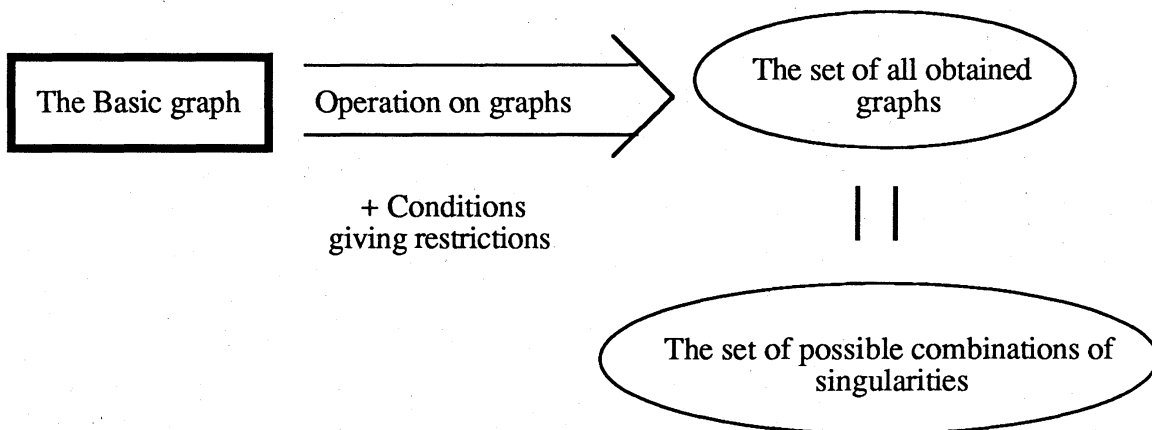 The Basic graph
Operation on graphs
+ Conditions
giving restrictions
The set of all obtained
graphs
The set of possible combinations of
singularities